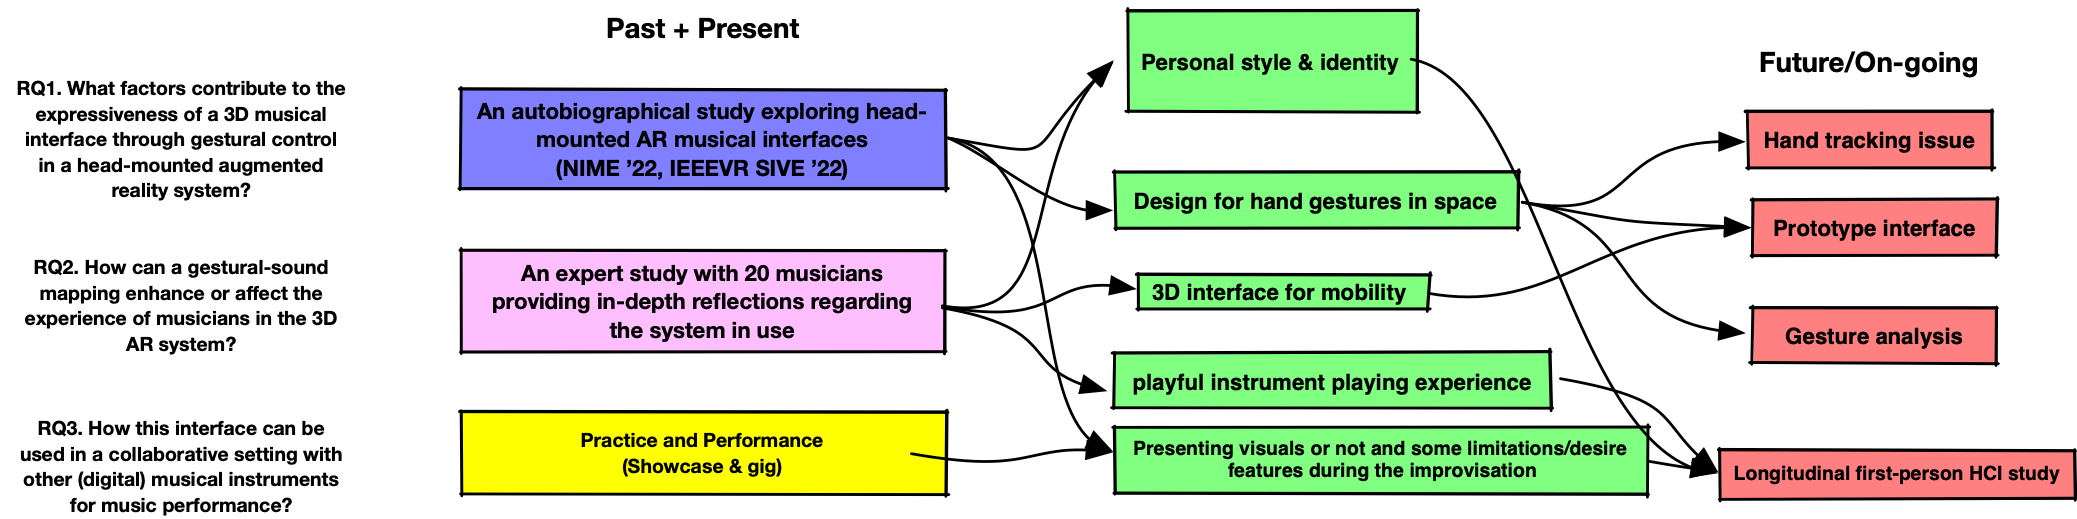 RQ1. What factors contribute to the
expressiveness of a 3D musical
interface through gestural control
in a head-mounted augmented
reality system?
RQ2. How can a gestural-sound
mapping enhance or affect the
experience of musicians in the 3D
AR system?
RQ3. How this interface can be
used in a collaborative setting with
other (digital) musical instruments
for music performance?
Past + Present
An autobiographical study exploring head-
mounted AR musical interfaces
(NIME ’22, IEEEVR SIVE ’22)
An expert study with 20 musicians
providing in-depth reflections regarding
the system in use
Practice and Performance
(Showcase & gig)
Personal style & identity
Design for hand gestures in space
3D interface for mobility
playful instrument playing experience
Presenting visuals or not and some limitations/desire
features during the improvisation
Future/On-going
Hand tracking issue
Prototype interface
Gesture analysis
Longitudinal first-person HCI study